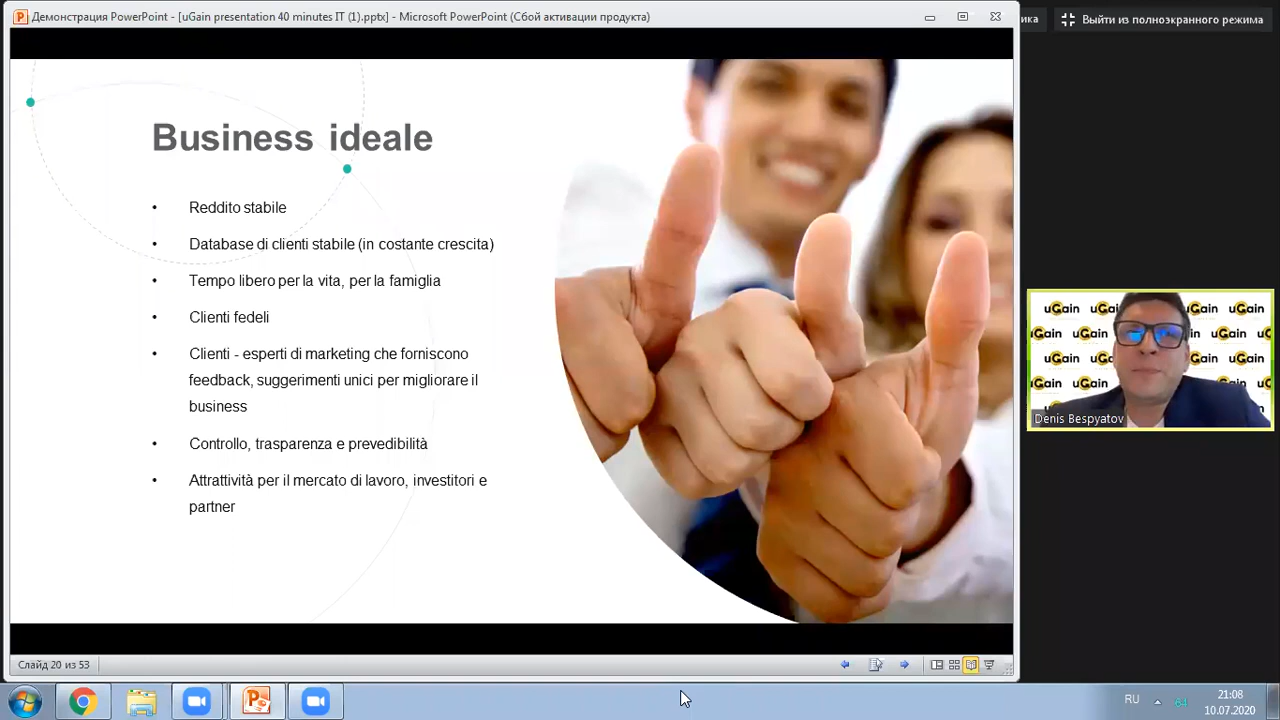 Демонстрация PowerPoint - [uGain presentation 40 minutes IT (1).pptx] - Microsoft PowerPoint (Сбой активации продукта)
ика
Выйти из полноэкранного режима
Business ideale
• Reddito stabile
• Database di clienti stabile (in costante crescita)
• Tempo libero per la vita, per la famiglia
• Clienti fedeli
• Clienti - esperti di marketing che forniscono
feedback, suggerimenti unici per migliorare il
business
• Controllo, trasparenza e prevedibilità
• Attrattività per il mercato di lavoro, investitori e
partner
uGain uGain uGain uGain
uGain uGain Gain
uGain uGain uGain
uGain uGain uGain
Denis Bespyatov
Слайд 20 из 53
RU
64
21:08
10.07.2020